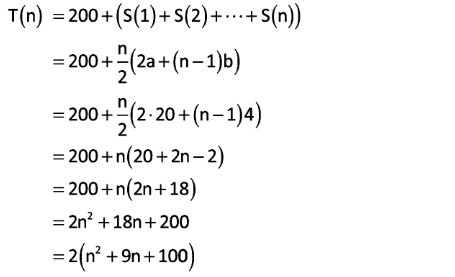 T(n) = 200+(S(1)+S(2)+⋯+S(n))
= 200+n/2(2a+(n−1)b)
= 200+n/2(2·20+(n−1)4)
= 200+n(20+2n−2)
= 200+n(2n+18)
= 2n²+18n+200
= 2(n²+9n+100)